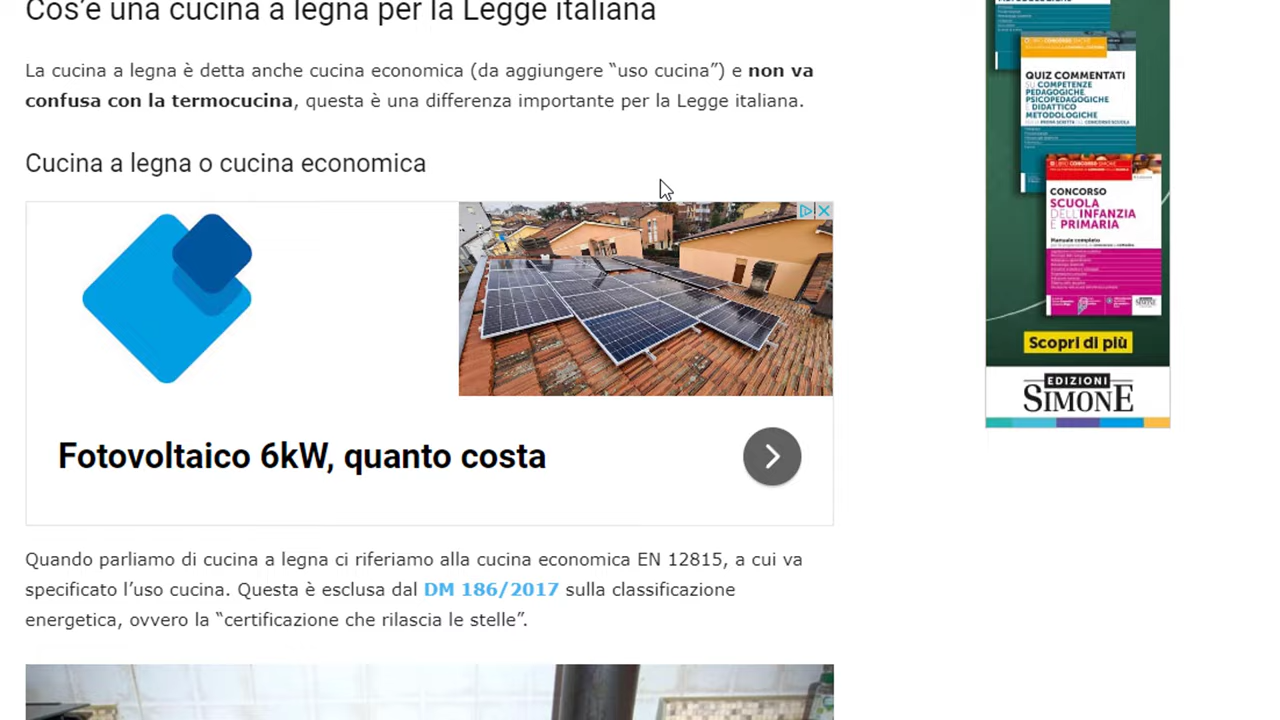 Cos'è una cucina a legna per la Legge italiana
La cucina a legna è detta anche cucina economica (da aggiungere “uso cucina”) e non va
confusa con la termocucina, questa è una differenza importante per la Legge italiana.
Cucina a legna o cucina economica
Fotovoltaico 6kW, quanto costa
Quando parliamo di cucina a legna ci riferiamo alla cucina economica EN 12815, a cui va
specificato l’uso cucina. Questa è esclusa dal DM 186/2017 sulla classificazione
energetica, ovvero la “certificazione che rilascia le stelle”.
QUIZ COMMENTATI
SU COMPETENZE
PEDAGOGICHE
PSICOPEDAGOGICHE
E DIDATTICO
METODOLOGICHE
CONCORSO
SCUOLA
DELL'INFANZIA
E PRIMARIA
Manuale completo
SIMONE
Scopri di più
EDIZIONI
SIMONE